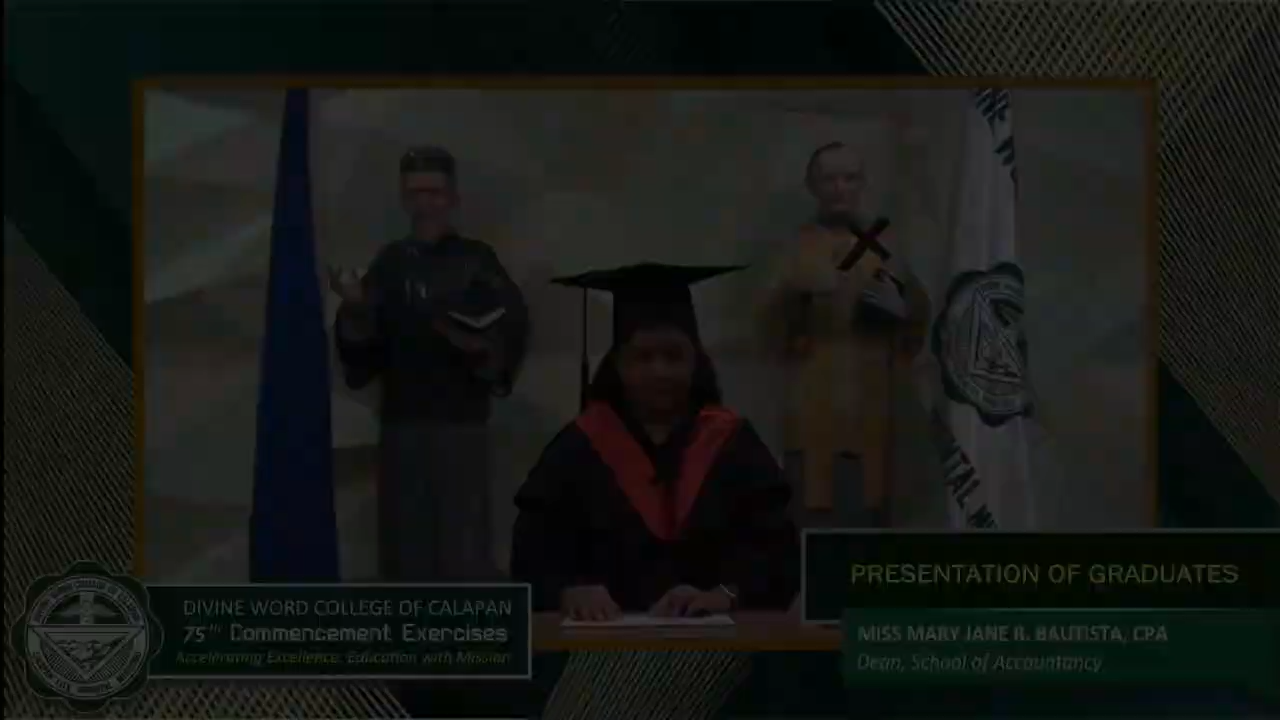 DIVINE WORD COLLEGE OF CALAPAN
75TH Commencement Exercises
Accelerating Excellence: Education with Mission
PRESENTATION OF GRADUATES
MISS MARY JANE R. BAUTISTA, CPA
Dean, School of Accountancy